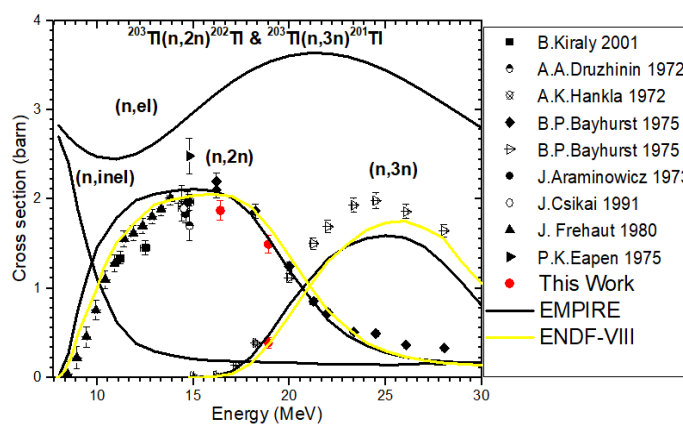 ²⁰³Tl(n,2n)²⁰²Tl & ²⁰³Tl(n,3n)²⁰¹Tl
(n,el)
(n,inel)
(n,2n)
(n,3n)
Cross section (barn)
4
3
2
1
0
10 15 20 25 30
Energy (MeV)
B.Kiraly 2001
A.A.Druzhinin 1972
A.K.Hankla 1972
B.P.Bayhurst 1975
B.P.Bayhurst 1975
J.Araminowicz 1973
J.Csikai 1991
J. Frehaut 1980
P.K.Eapen 1975
This Work
EMPIRE
ENDF-VIII